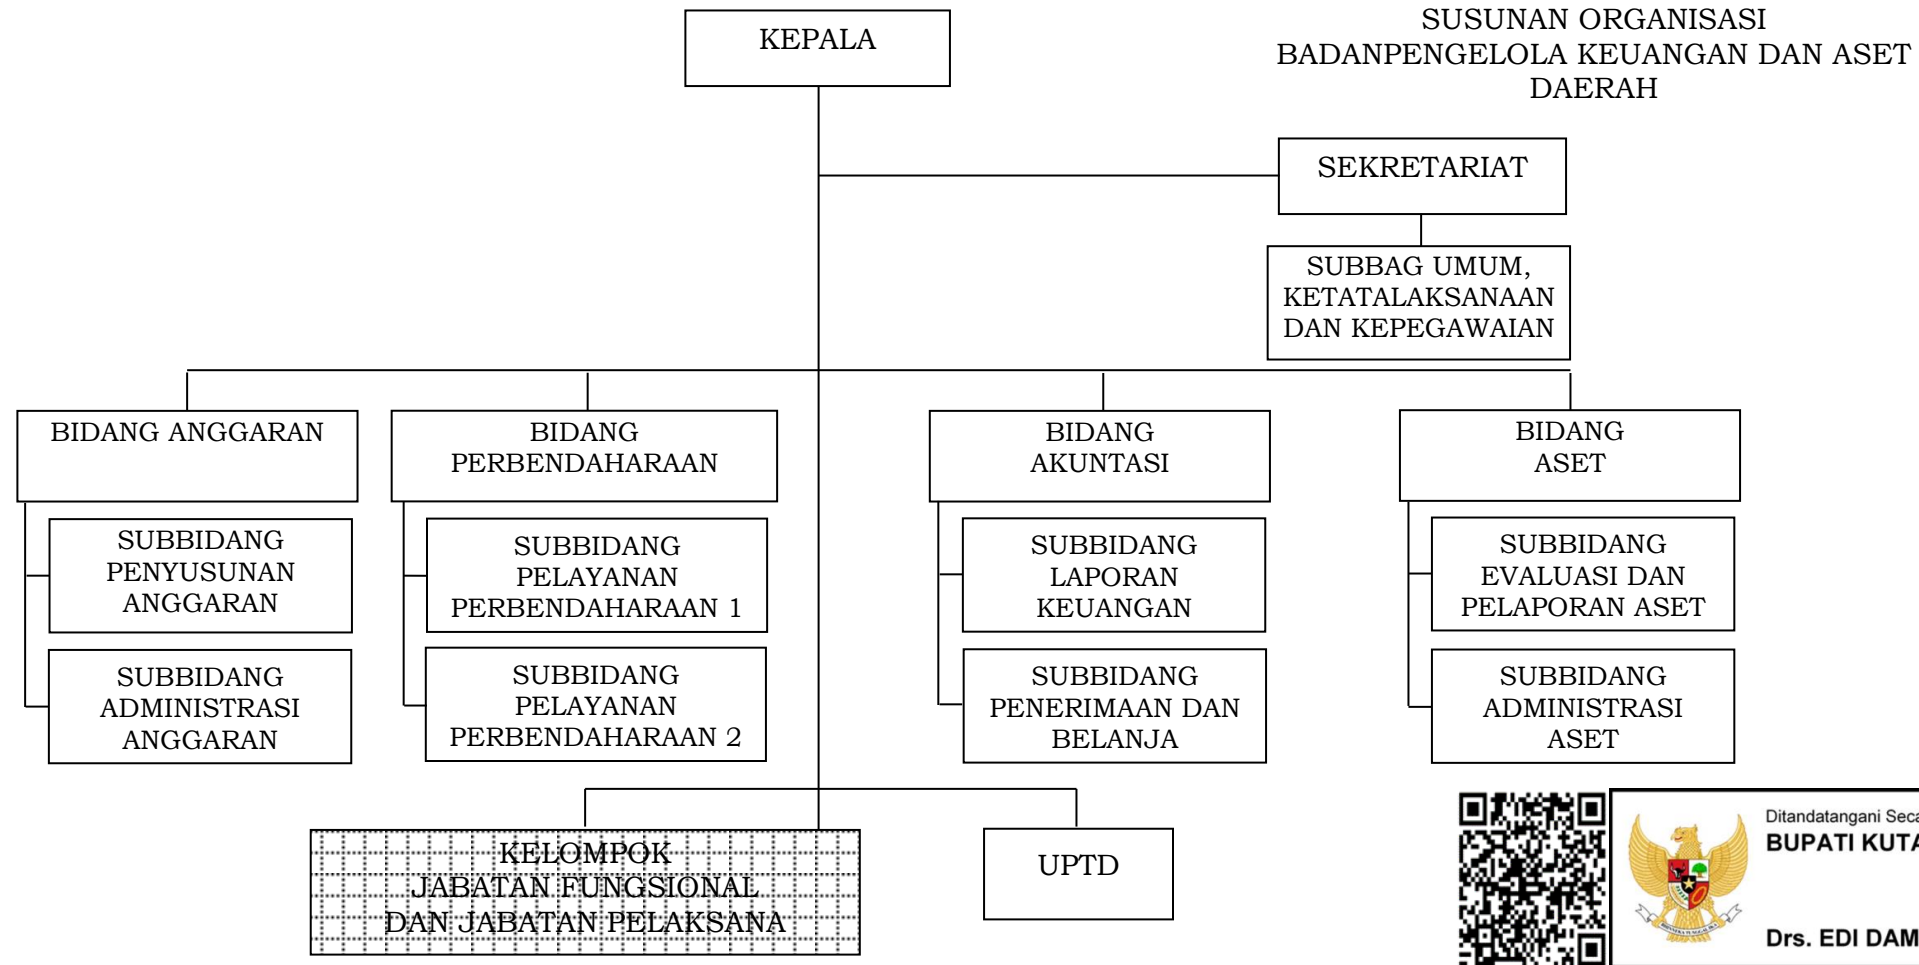 SUSUNAN ORGANISASI
BADANPENGELOLA KEUANGAN DAN ASET
DAERAH
KEPALA
SEKRETARIAT
SUBBAG UMUM,
KETATALAKSANAAN
DAN KEPEGAWAIAN
BIDANG ANGGARAN
SUBBIDANG
PENYUSUNAN
ANGGARAN
SUBBIDANG
ADMINISTRASI
ANGGARAN
BIDANG
PERBENDAHARAAN
SUBBIDANG
PELAYANAN
PERBENDAHARAAN 1
SUBBIDANG
PELAYANAN
PERBENDAHARAAN 2
BIDANG
AKUNTASI
SUBBIDANG
LAPORAN
KEUANGAN
SUBBIDANG
PENERIMAAN DAN
BELANJA
BIDANG
ASET
SUBBIDANG
EVALUASI DAN
PELAPORAN ASET
SUBBIDANG
ADMINISTRASI
ASET
KELOMPOK
JABATAN FUNGSIONAL
DAN JABATAN PELAKSANA
UPTD
Ditandatangani Seca
BUPATI KUTA
Drs. EDI DAM